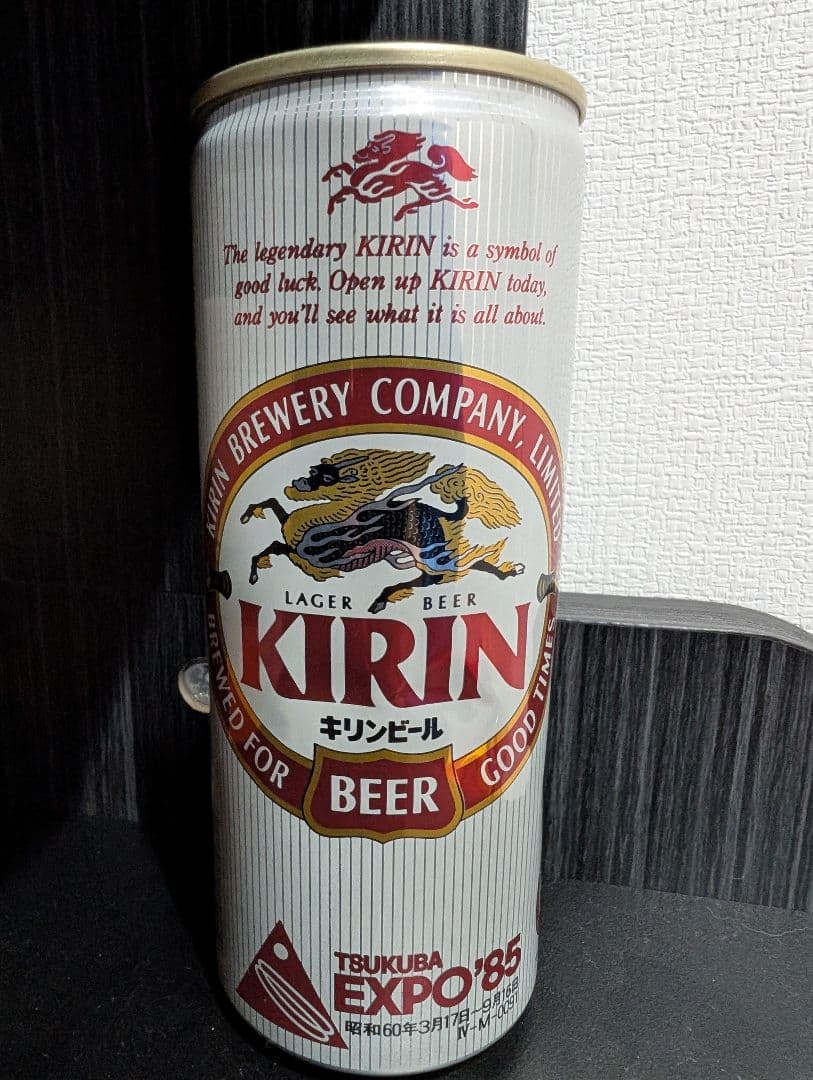 The legendary KIRIN is a symbol of
good luck. Open up KIRIN today,
and you'll see what it is all about.
KIRIN BREWERY COMPANY, LIMITED
LAGER BEER
KIRIN
キリンビール
BREWED FOR GOOD TIMES
BEER
TSUKUBA
EXPO'85
昭和60年3月17日―9月16日
Ⅳ-M-0091